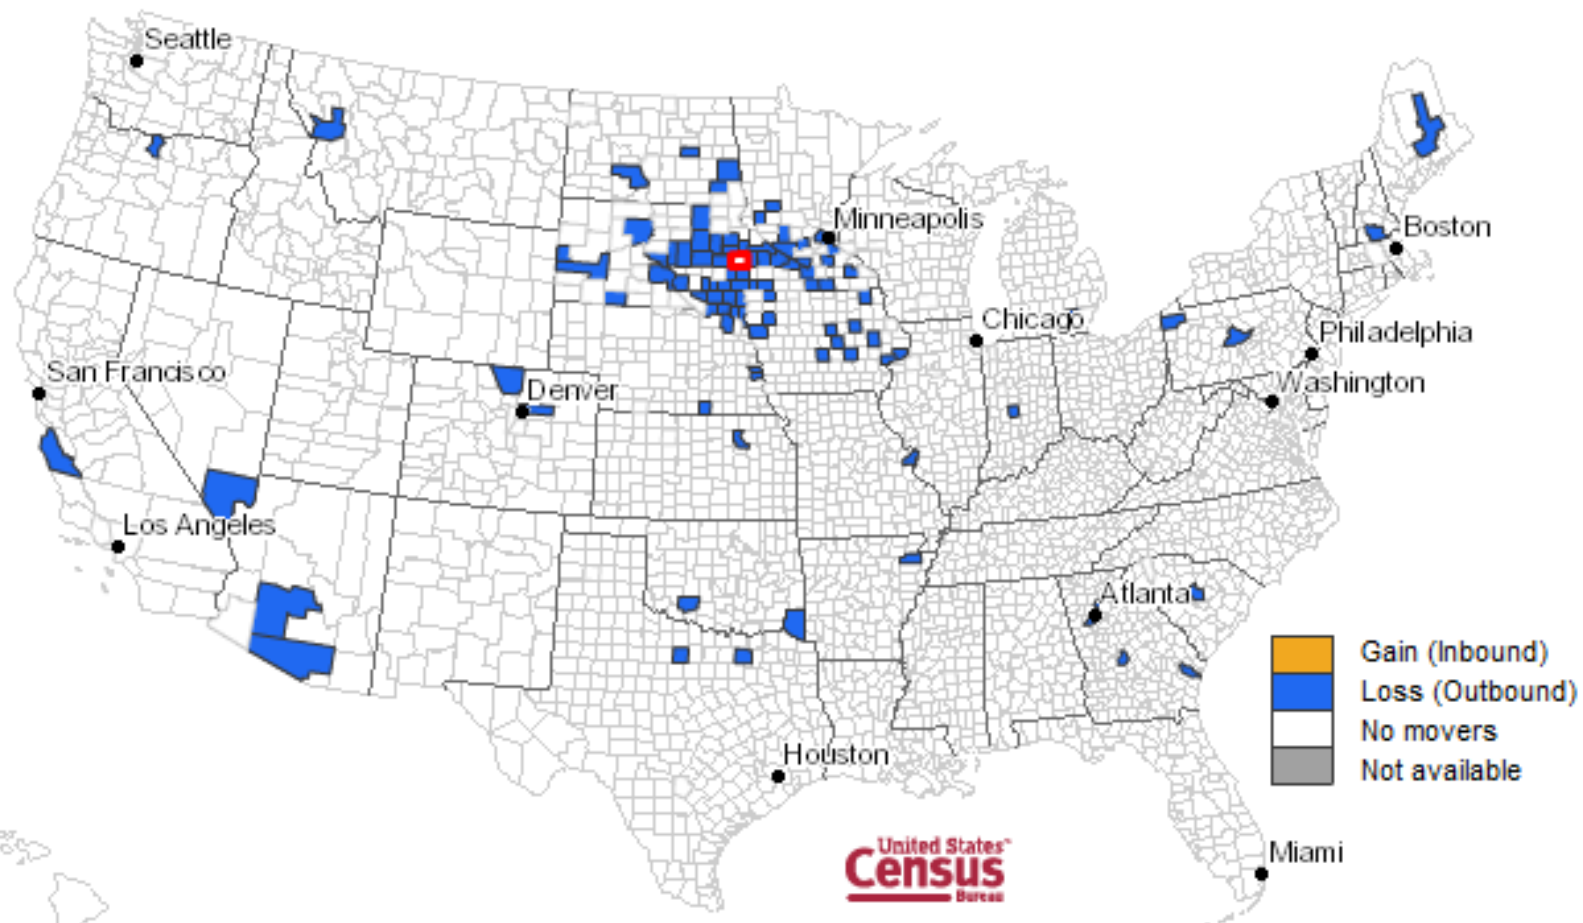 Seattle
Minneapolis
Boston
Chicago
Philadelphia
San Francisco
Denver
Washington
Los Angeles
Atlanta
Gain (Inbound)
Loss (Outbound)
No movers
Not available
Houston
United States™
Census
Bureau
Miami